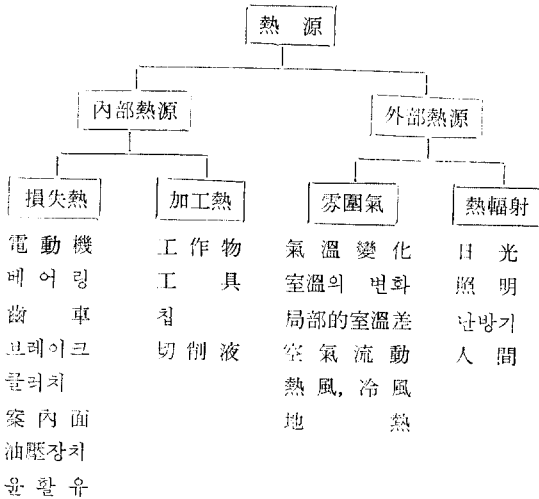 熱源
內部熱源
外部熱源
損失熱
加工熱
雰圍氣
熱輻射
電動機
베어링
齒車
브레이크
클러치
案內面
油壓장치
윤활유
工作物
工具
칩
切削液
氣溫變化
室溫의 변화
局部的室溫差
空氣流動
熱風, 冷風
地熱
日光
照明
난방기
人間